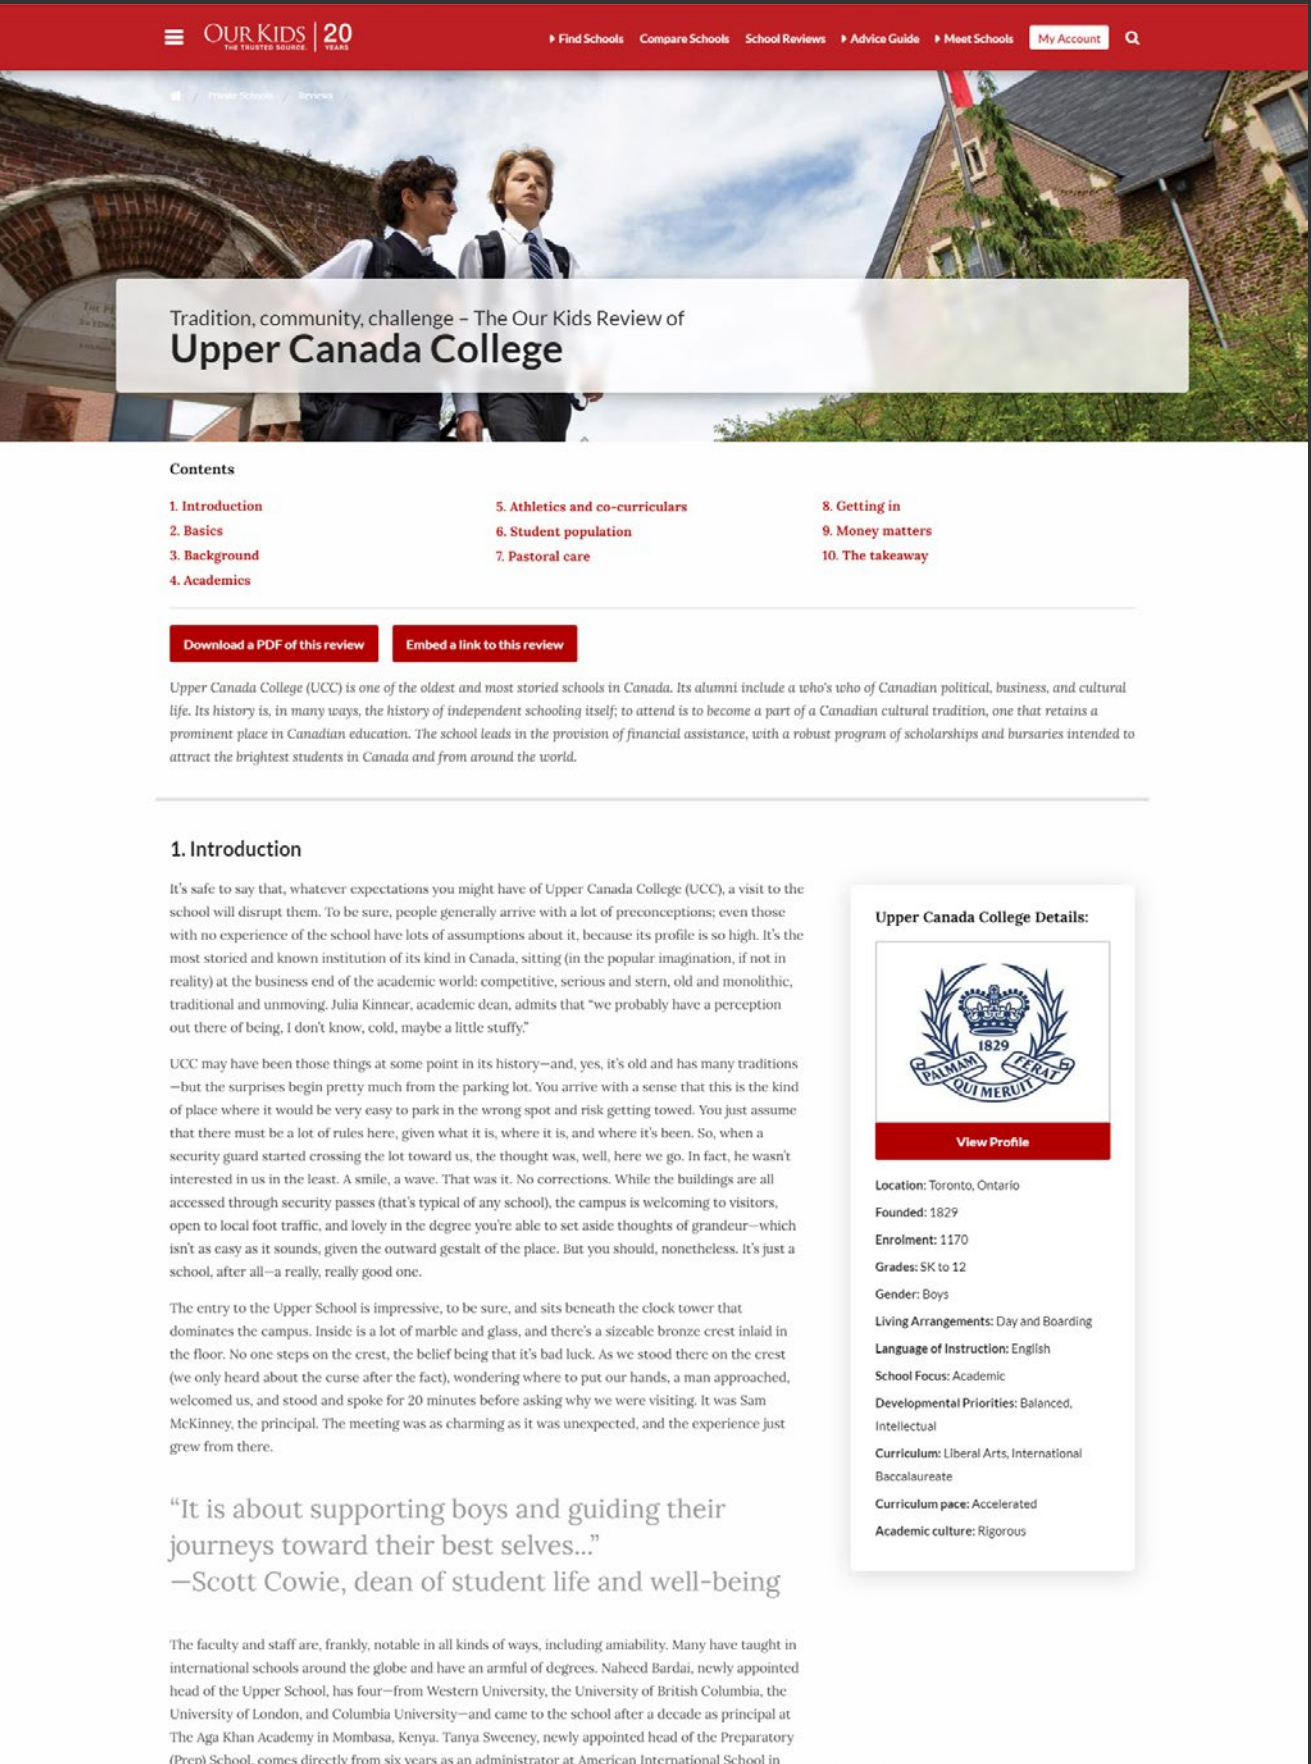 OUR KIDS | 20
THE TRUSTED SOURCE. YEARS
Find Schools Compare Schools School Reviews Advice Guide Meet Schools My Account
/ Private Schools / Reviews
Tradition, community, challenge – The Our Kids Review of
Upper Canada College
Contents
1. Introduction
2. Basics
3. Background
4. Academics
5. Athletics and co-curriculars
6. Student population
7. Pastoral care
8. Getting in
9. Money matters
10. The takeaway
Download a PDF of this review
Embed a link to this review
Upper Canada College (UCC) is one of the oldest and most storied schools in Canada. Its alumni include a who's who of Canadian political, business, and cultural
life. Its history is, in many ways, the history of independent schooling itself; to attend is to become a part of a Canadian cultural tradition, one that retains a
prominent place in Canadian education. The school leads in the provision of financial assistance, with a robust program of scholarships and bursaries intended to
attract the brightest students in Canada and from around the world.
1. Introduction
It's safe to say that, whatever expectations you might have of Upper Canada College (UCC), a visit to the
school will disrupt them. To be sure, people generally arrive with a lot of preconceptions; even those
with no experience of the school have lots of assumptions about it, because its profile is so high. It's the
most storied and known institution of its kind in Canada, sitting (in the popular imagination, if not in
reality) at the business end of the academic world: competitive, serious and stern, old and monolithic,
traditional and unmoving. Julia Kinnear, academic dean, admits that “we probably have a perception
out there of being, I don't know, cold, maybe a little stuffy.”
UCC may have been those things at some point in its history—and, yes, it's old and has many traditions
—but the surprises begin pretty much from the parking lot. You arrive with a sense that this is the kind
of place where it would be very easy to park in the wrong spot and risk getting towed. You just assume
that there must be a lot of rules here, given what it is, where it is, and where it's been. So, when a
security guard started crossing the lot toward us, the thought was, well, here we go. In fact, he wasn't
interested in us in the least. A smile, a wave. That was it. No corrections. While the buildings are all
accessed through security passes (that's typical of any school), the campus is welcoming to visitors,
open to local foot traffic, and lovely in the degree you're able to set aside thoughts of grandeur—which
isn't as easy as it sounds, given the outward gestalt of the place. But you should, nonetheless. It's just a
school, after all—a really, really good one.
The entry to the Upper School is impressive, to be sure, and sits beneath the clock tower that
dominates the campus. Inside is a lot of marble and glass, and there's a sizeable bronze crest inlaid in
the floor. No one steps on the crest, the belief being that it's bad luck. As we stood there on the crest
(we only heard about the curse after the fact), wondering where to put our hands, a man approached,
welcomed us, and stood and spoke for 20 minutes before asking why we were visiting. It was Sam
McKinney, the principal. The meeting was as charming as it was unexpected, and the experience just
grew from there.
“It is about supporting boys and guiding their
journeys toward their best selves...”
—Scott Cowie, dean of student life and well-being
The faculty and staff are, frankly, notable in all kinds of ways, including amiability. Many have taught in
international schools around the globe and have an armful of degrees. Naheed Bardai, newly appointed
head of the Upper School, has four—from Western University, the University of British Columbia, the
University of London, and Columbia University—and came to the school after a decade as principal at
The Aga Khan Academy in Mombasa, Kenya. Tanya Sweeney, newly appointed head of the Preparatory
(Prep) School, comes directly from six years as an administrator at American International School in
Upper Canada College Details:
1829
PALMAM QUI MERUIT FERAT
View Profile
Location: Toronto, Ontario
Founded: 1829
Enrolment: 1170
Grades: SK to 12
Gender: Boys
Living Arrangements: Day and Boarding
Language of Instruction: English
School Focus: Academic
Developmental Priorities: Balanced,
Intellectual
Curriculum: Liberal Arts, International
Baccalaureate
Curriculum pace: Accelerated
Academic culture: Rigorous